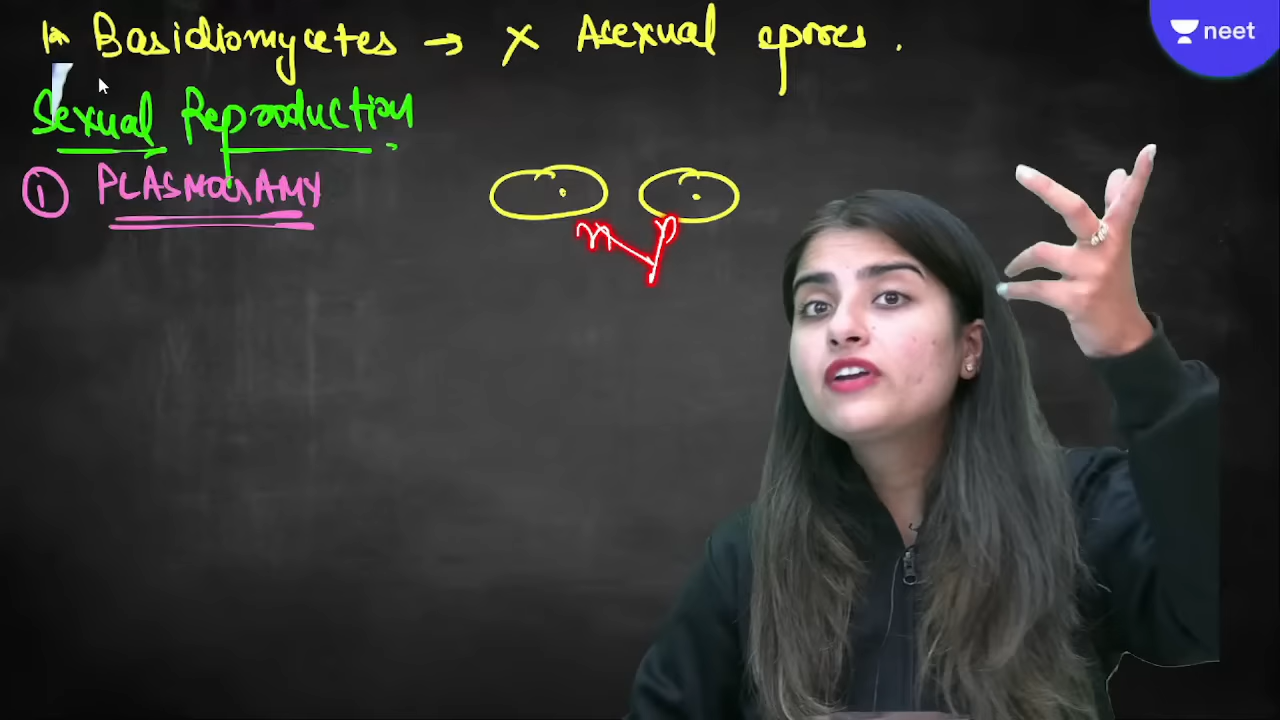 Basidiomycetes → × Asexual spores.
neet
Sexual Reproduction
① PLASMOGAMY